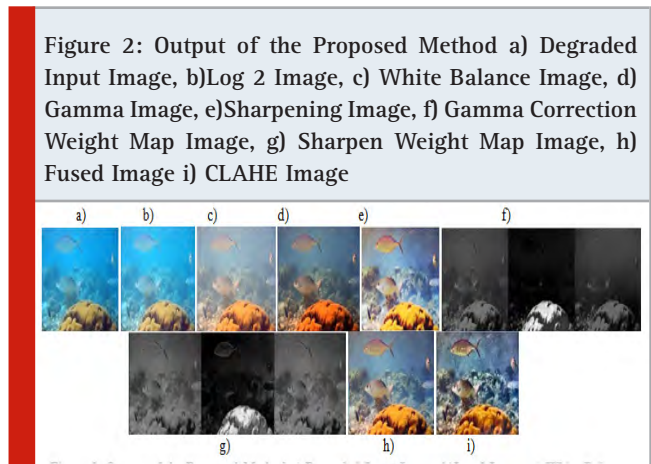 Figure 2: Output of the Proposed Method a) Degraded
Input Image, b)Log 2 Image, c) White Balance Image, d)
Gamma Image, e)Sharpening Image, f) Gamma Correction
Weight Map Image, g) Sharpen Weight Map Image, h)
Fused Image i) CLAHE Image
a) b) c) d) e) f)
g) h) i)